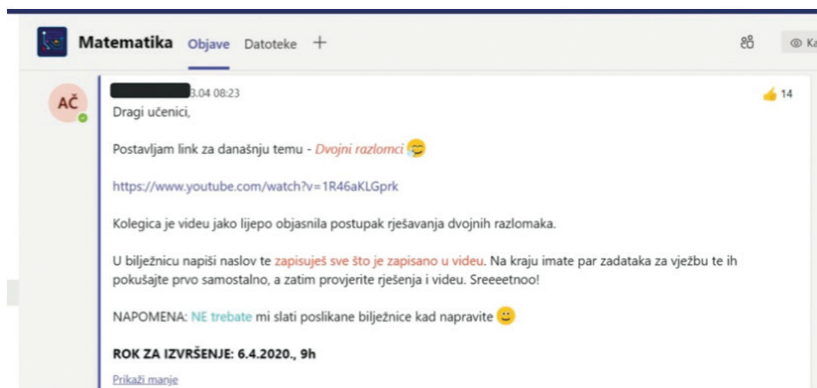 Matematika Objave Datoteke +
Ka
AČ
3.04 08:23
14
Dragi učenici,
Postavljam link za današnju temu - Dvojni razlomci
https://www.youtube.com/watch?v=1R46aKLGprk
Kolegica je videu jako lijepo objasnila postupak rješavanja dvojnih razlomaka.
U bilježnicu napiši naslov te zapisuješ sve što je zapisano u videu. Na kraju imate par zadataka za vježbu te ih
pokušajte prvo samostalno, a zatim provjerite rješenja i videu. Sreeeetnoo!
NAPOMENA: NE trebate mi slati poslikane bilježnice kad napravite
ROK ZA IZVRŠENJE: 6.4.2020., 9h
Prikaži manje